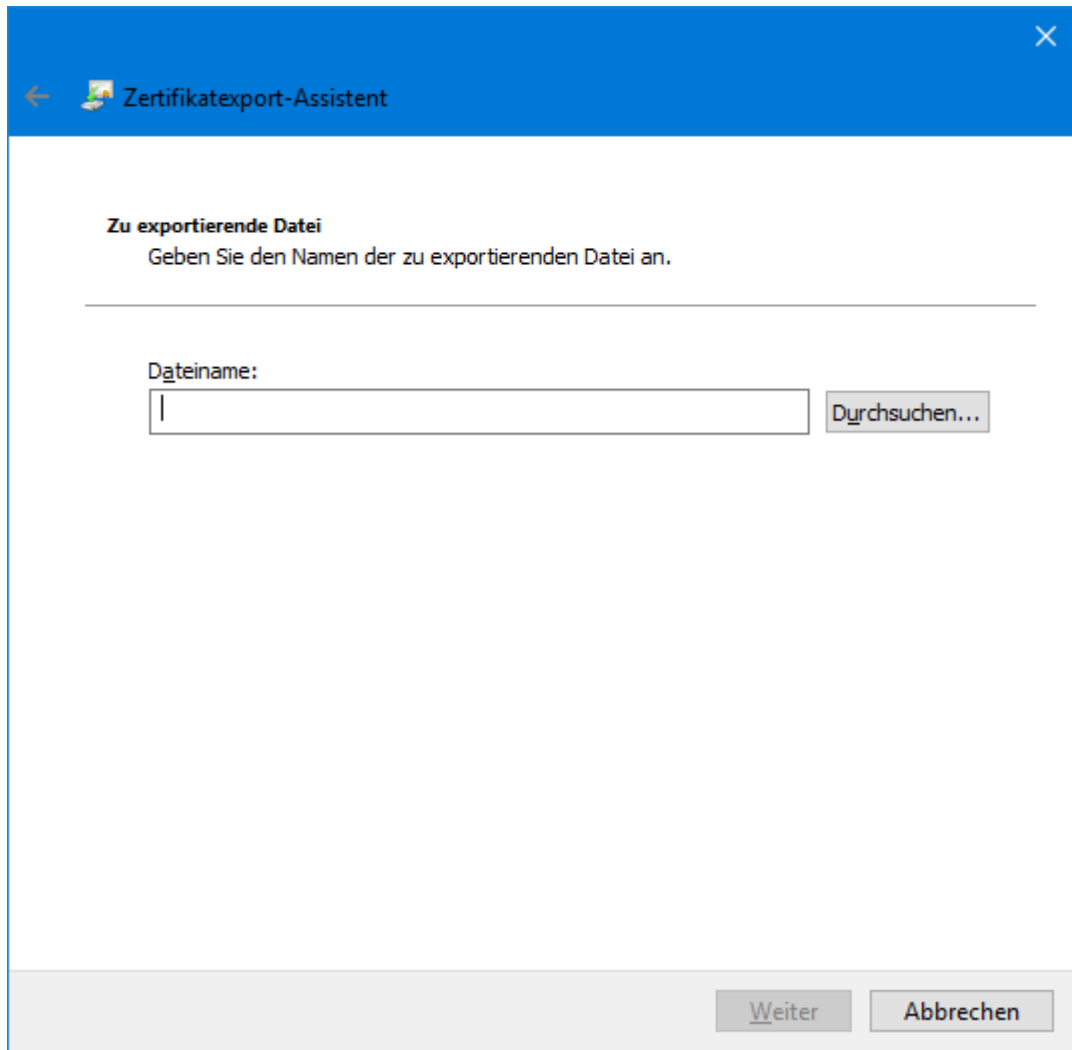 Zertifikatexport-Assistent
Zu exportierende Datei
Geben Sie den Namen der zu exportierenden Datei an.
Dateiname:
Durchsuchen...
Weiter
Abbrechen